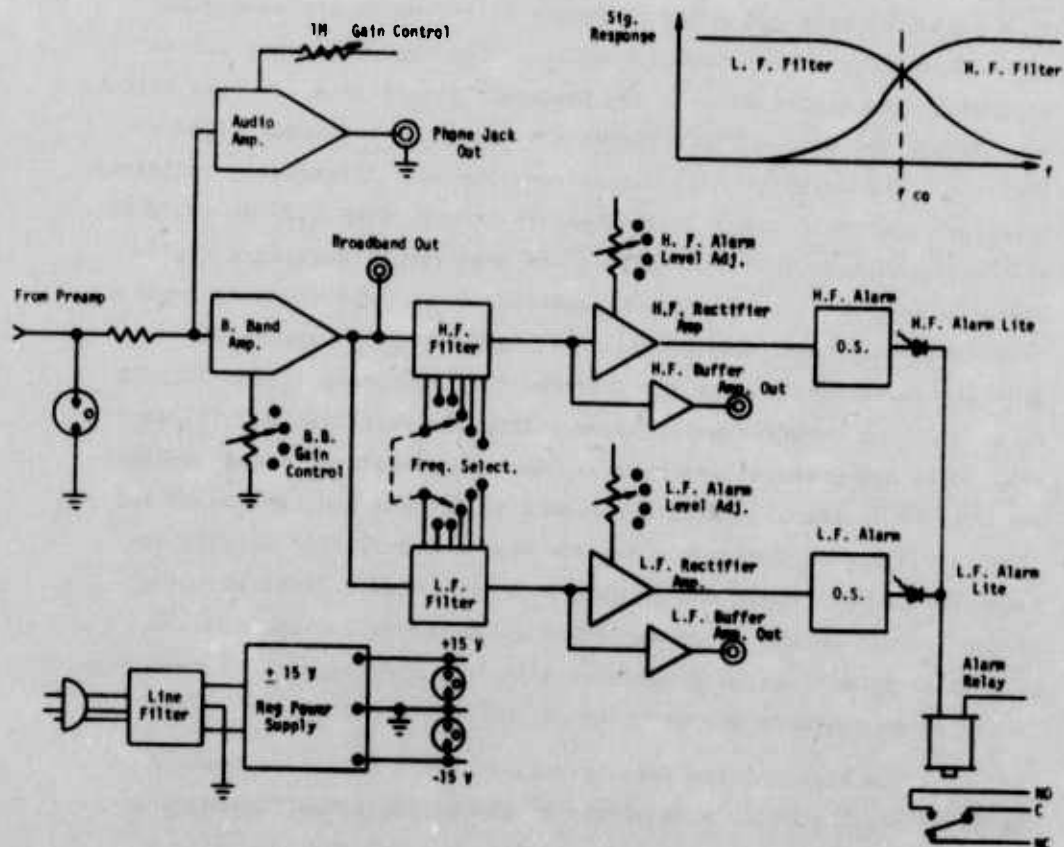 1M Gain Control
Sig.
Response
L. F. Filter
H. F. Filter
f
f co
Audio
Amp.
Phone Jack
Out
Broadband Out
H. F. Alarm
Level Adj.
From Preamp
B. Band
Amp.
H.F.
Filter
H.F. Rectifier
Amp
H.F. Alarm
O.S.
H.F. Alarm Lite
H.F. Buffer
Amp. Out
B.B.
Gain
Control
Freq. Select.
L.F. Alarm
Level Adj.
L.F.
Filter
L.F. Rectifier
Amp.
L.F. Alarm
O.S.
L.F. Alarm
Lite
L.F. Buffer
Amp. Out
+15 V
± 15 V
Line
Filter
Reg Power
Supply
-15 V
Alarm
Relay
NO
C
NC